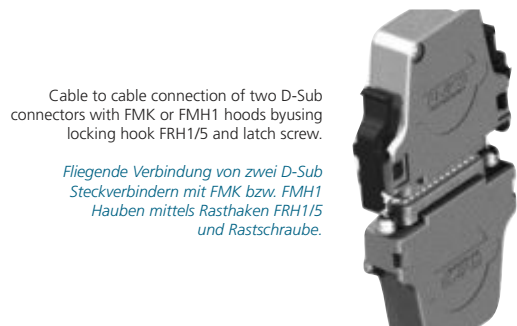 Cable to cable connection of two D-Sub
connectors with FMK or FMH1 hoods byusing
locking hook FRH1/5 and latch screw.
Fliegende Verbindung von zwei D-Sub
Steckverbindern mit FMK bzw. FMH1
Hauben mittels Rasthaken FRH1/5
und Rastschraube.